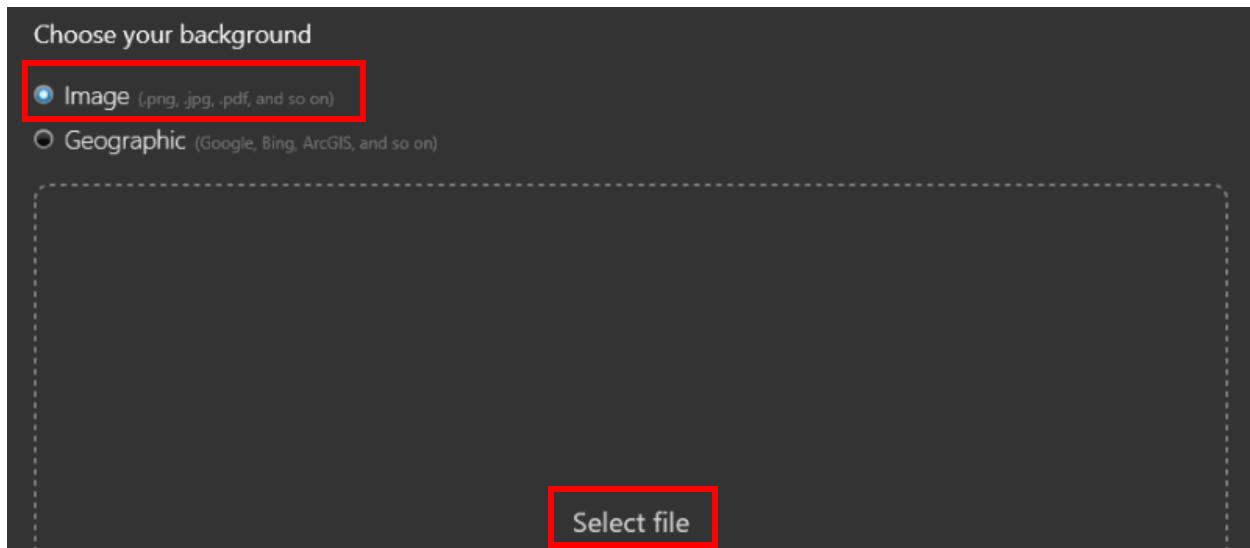 Choose your background
Image (.png, .jpg, .pdf, and so on)
Geographic (Google, Bing, ArcGIS, and so on)
Select file